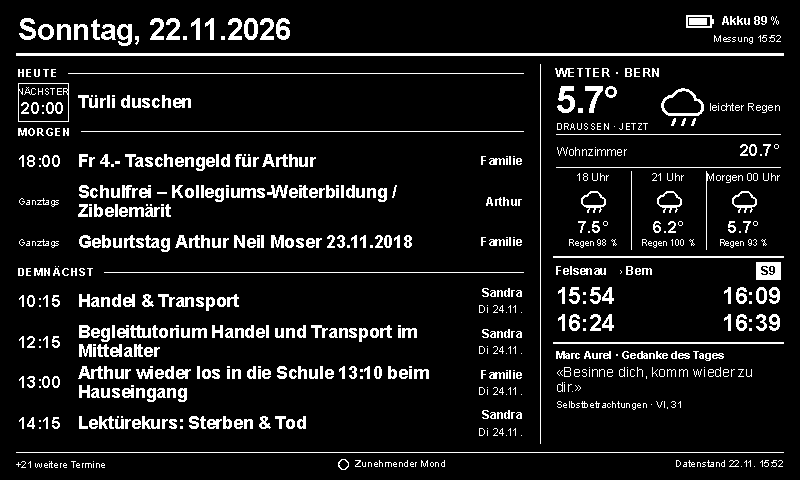 Sonntag, 22.11.2026
Akku 89 %
Messung 15:52
HEUTE
NÄCHSTER
20:00 Türli duschen
MORGEN
18:00 Fr 4.- Taschengeld für Arthur Familie
Ganztags Schulfrei – Kollegiums-Weiterbildung / Arthur
Zibelemärit
Ganztags Geburtstag Arthur Neil Moser 23.11.2018 Familie
DEMNÄCHST
10:15 Handel & Transport Sandra
Di 24.11.
12:15 Begleittutorium Handel und Transport im Sandra
Mittelalter Di 24.11.
13:00 Arthur wieder los in die Schule 13:10 beim Familie
Hauseingang Di 24.11.
14:15 Lektürekurs: Sterben & Tod Sandra
Di 24.11.
WETTER · BERN
5.7° leichter Regen
DRAUSSEN · JETZT
Wohnzimmer 20.7°
18 Uhr 21 Uhr Morgen 00 Uhr
7.5° 6.2° 5.7°
Regen 98 % Regen 100 % Regen 93 %
Felsenau › Bern S9
15:54 16:09
16:24 16:39
Marc Aurel · Gedanke des Tages
«Besinne dich, komm wieder zu
dir.»
Selbstbetrachtungen · VI, 31
+21 weitere Termine Zunehmender Mond Datenstand 22.11. 15:52